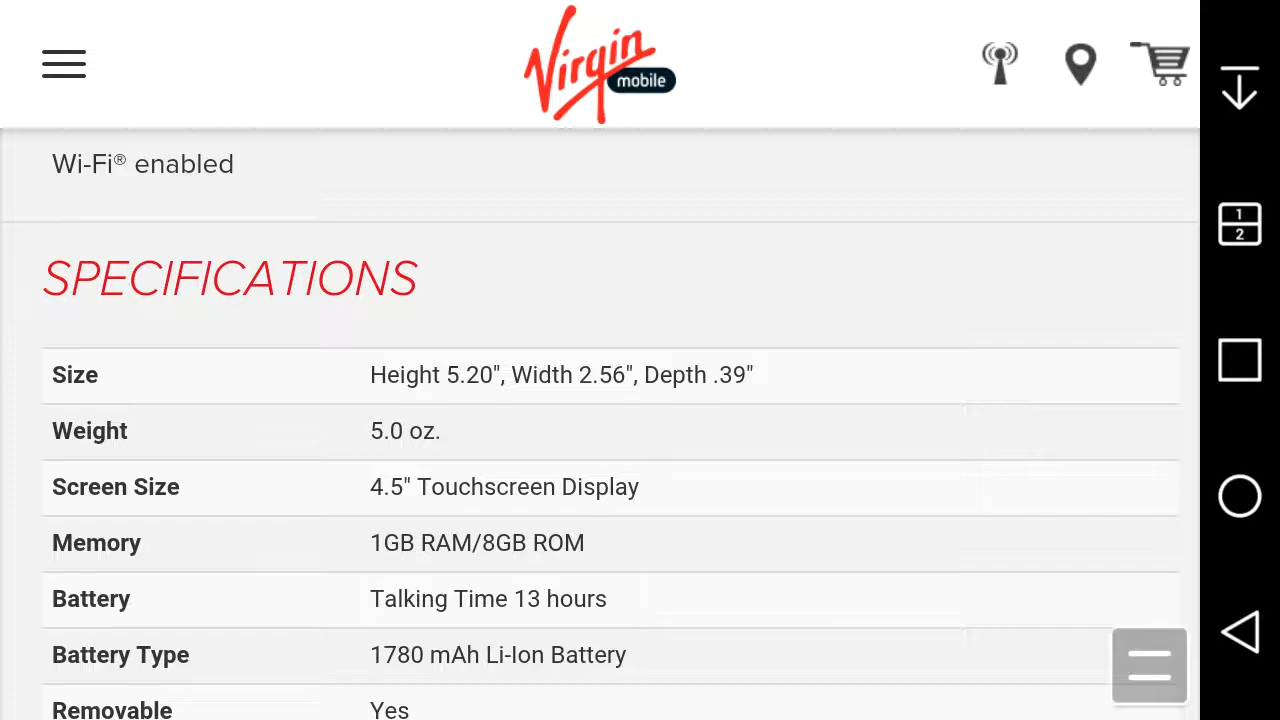 Virgin
mobile
1
2
Wi-Fi® enabled
SPECIFICATIONS
Size Height 5.20", Width 2.56", Depth .39"
Weight 5.0 oz.
Screen Size 4.5" Touchscreen Display
Memory 1GB RAM/8GB ROM
Battery Talking Time 13 hours
Battery Type 1780 mAh Li-Ion Battery
Removable Yes